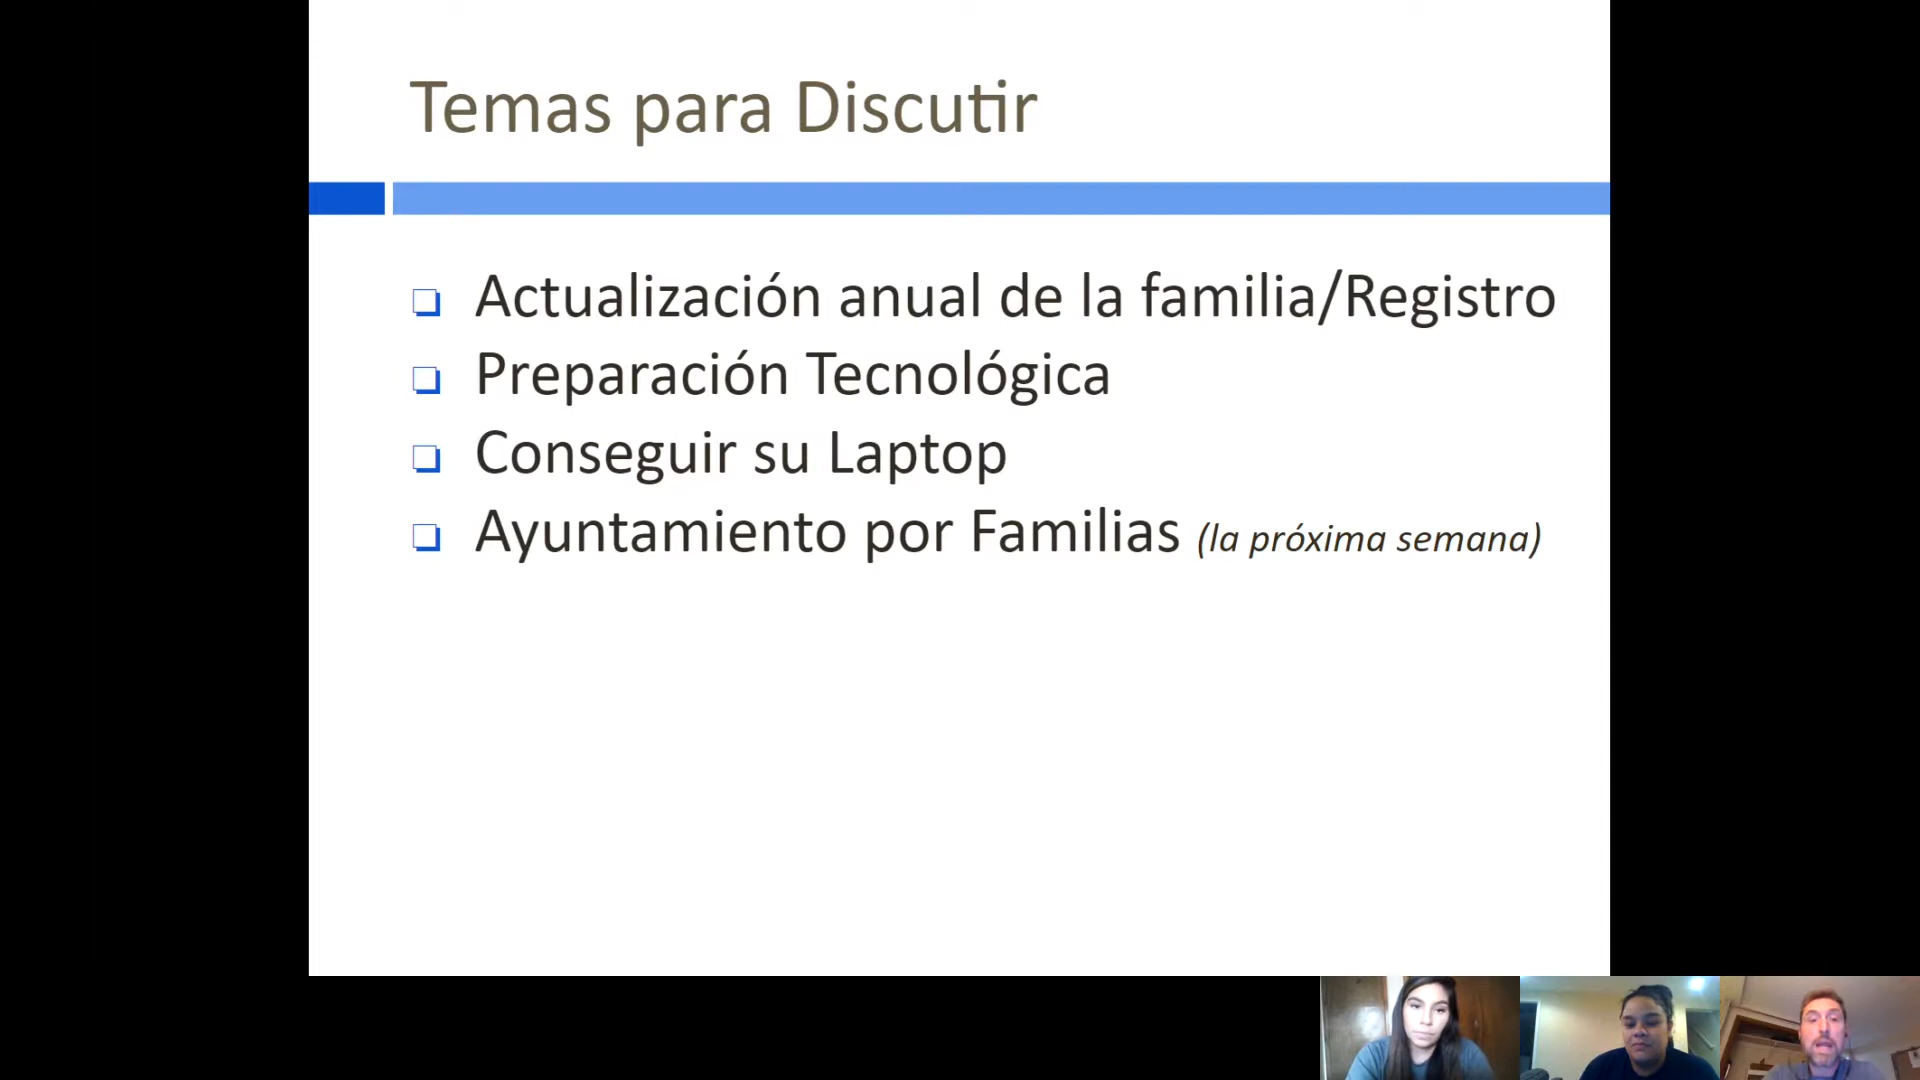 Temas para Discutir
Actualización anual de la familia/Registro
Preparación Tecnológica
Conseguir su Laptop
Ayuntamiento por Familias (la próxima semana)